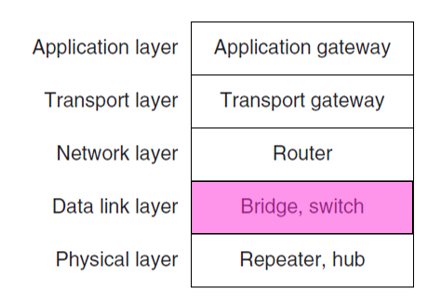 Application layer Application gateway
Transport layer Transport gateway
Network layer Router
Data link layer Bridge, switch
Physical layer Repeater, hub